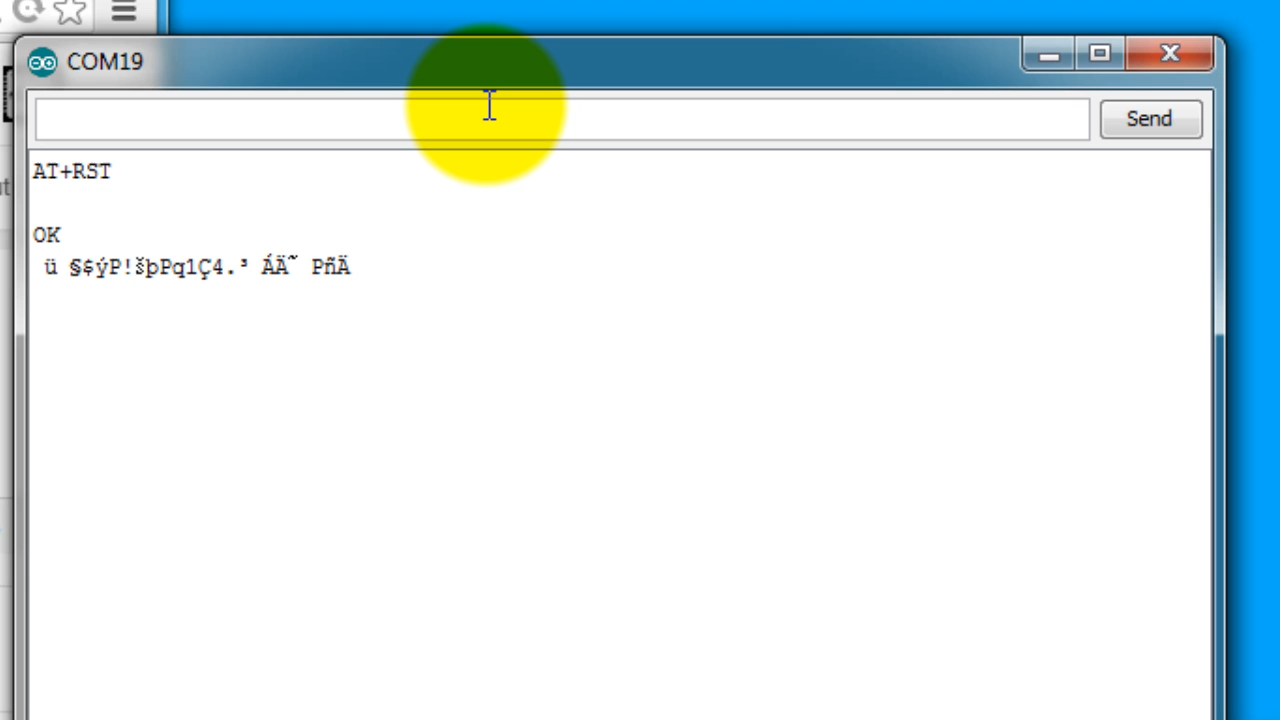 COM19
Send
AT+RST
OK
ü §$ýP!šþPq1Ç4.³ ÁÄ˜ PñÄ